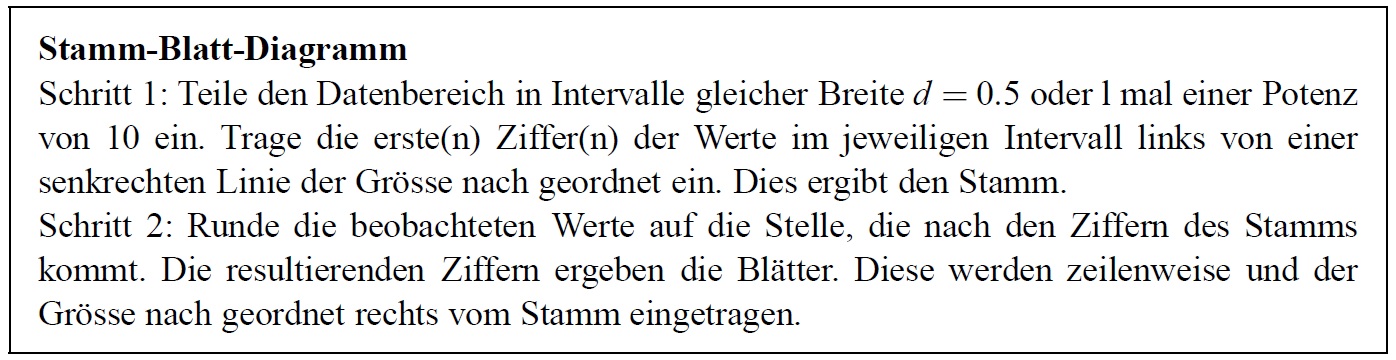 Stamm-Blatt-Diagramm
Schritt 1: Teile den Datenbereich in Intervalle gleicher Breite d = 0.5 oder l mal einer Potenz
von 10 ein. Trage die erste(n) Ziffer(n) der Werte im jeweiligen Intervall links von einer
senkrechten Linie der Grösse nach geordnet ein. Dies ergibt den Stamm.
Schritt 2: Runde die beobachteten Werte auf die Stelle, die nach den Ziffern des Stamms
kommt. Die resultierenden Ziffern ergeben die Blätter. Diese werden zeilenweise und der
Grösse nach geordnet rechts vom Stamm eingetragen.